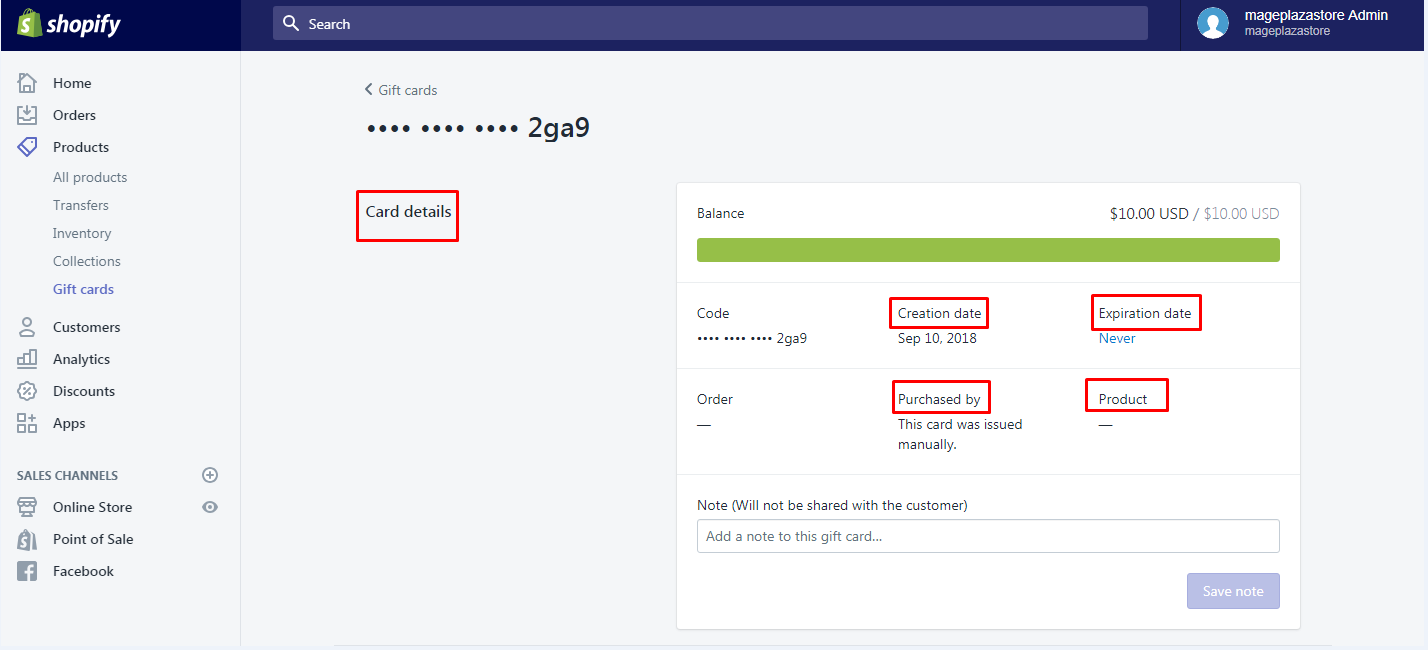 shopify
Search
mageplazastore Admin
mageplazastore
Home
Orders
Products
All products
Transfers
Inventory
Collections
Gift cards
Customers
Analytics
Discounts
Apps
SALES CHANNELS
Online Store
Point of Sale
Facebook
Gift cards
•••• •••• •••• 2ga9
Card details
Balance $10.00 USD / $10.00 USD
Code Creation date Expiration date
•••• •••• •••• 2ga9 Sep 10, 2018 Never
Order Purchased by Product
— This card was issued —
manually.
Note (Will not be shared with the customer)
Add a note to this gift card...
Save note